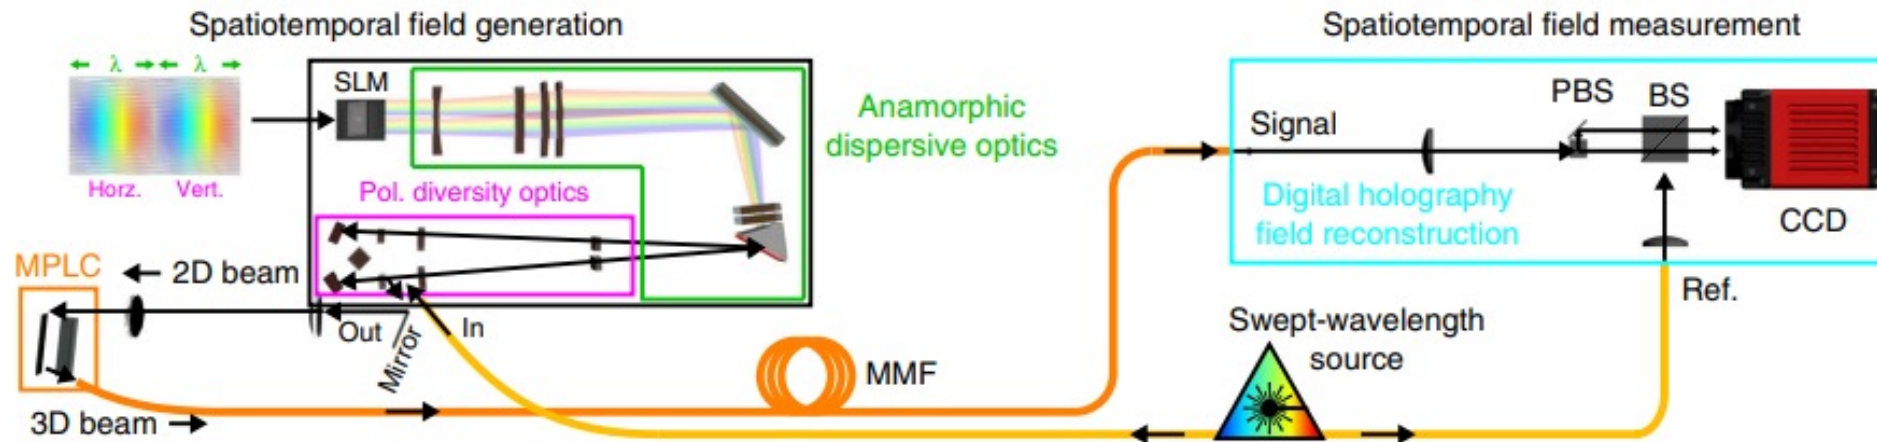 Spatiotemporal field generation
Spatiotemporal field measurement
λ λ
Horz. Vert.
SLM
Anamorphic
dispersive optics
Pol. diversity optics
MPLC
2D beam
Out
Mirror
In
3D beam
MMF
Signal
PBS
BS
Digital holography
field reconstruction
CCD
Ref.
Swept-wavelength
source